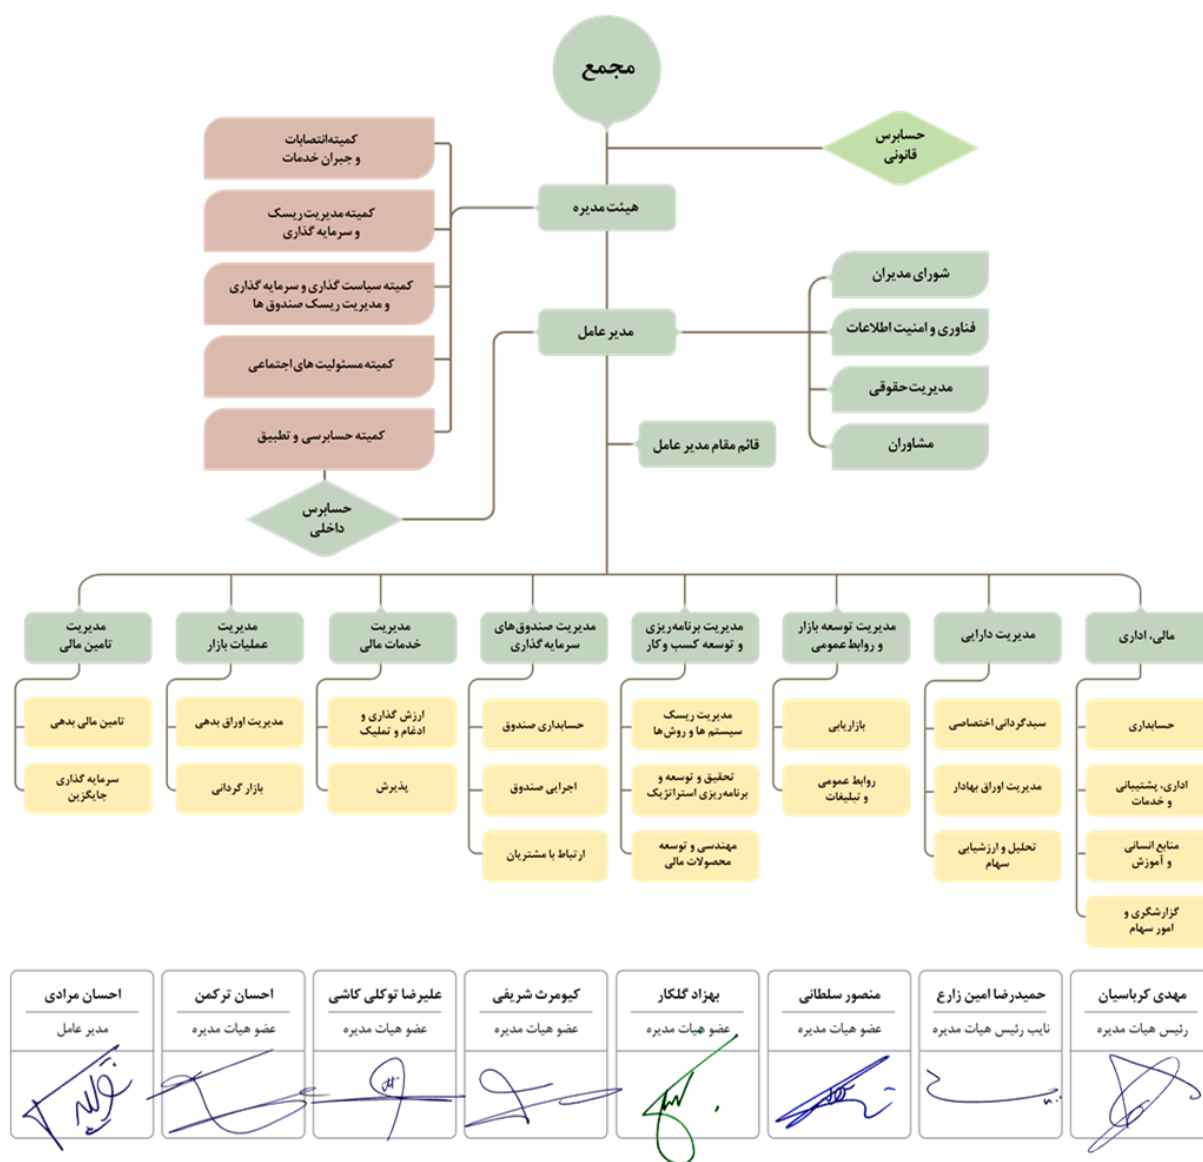 مجمع
حسابرس
قانونی
کمیته انتصابات
و جبران خدمات
هیئت مدیره
کمیته مدیریت ریسک
و سرمایه گذاری
شورای مدیران
کمیته سیاست گذاری و سرمایه گذاری
و مدیریت ریسک صندوق ها
مدیر عامل
فناوری و امنیت اطلاعات
کمیته مسئولیت های اجتماعی
مدیریت حقوقی
قائم مقام مدیر عامل
مشاوران
کمیته حسابرسی و تطبیق
حسابرس
داخلی
مالی، اداری
حسابداری
اداری، پشتیبانی
و خدمات
منابع انسانی
و آموزش
گزارشگری و
امور سهام
مدیریت دارایی
سبدگردانی اختصاصی
مدیریت اوراق بهادار
تحلیل و ارزشیابی
سهام
مدیریت توسعه بازار
و روابط عمومی
بازاریابی
روابط عمومی
و تبلیغات
مدیریت برنامه‌ریزی
و توسعه کسب و کار
مدیریت ریسک
سیستم ها و روش‌ها
تحقیق و توسعه و
برنامه‌ریزی استراتژیک
مهندسی و توسعه
محصولات مالی
مدیریت صندوق‌های
سرمایه گذاری
حسابداری صندوق
اجرایی صندوق
ارتباط با مشتریان
مدیریت
خدمات مالی
ارزش گذاری و
ادغام و تملیک
پذیرش
مدیریت
عملیات بازار
مدیریت اوراق بدهی
بازار گردانی
مدیریت
تامین مالی
تامین مالی بدهی
سرمایه گذاری
جایگزین
مهدی کرباسیان
رئیس هیات مدیره
حمیدرضا امین زارع
نایب رئیس هیات مدیره
منصور سلطانی
عضو هیات مدیره
بهزاد گلکار
عضو هیات مدیره
کیومرث شریفی
عضو هیات مدیره
علیرضا توکلی کاشی
عضو هیات مدیره
احسان ترکمن
عضو هیات مدیره
احسان مرادی
مدیر عامل